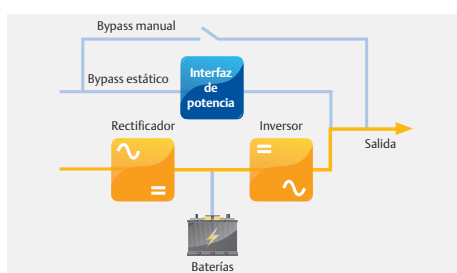 Bypass manual
Bypass estático
Interfaz
de
potencia
Rectificador
Inversor
Salida
Baterías